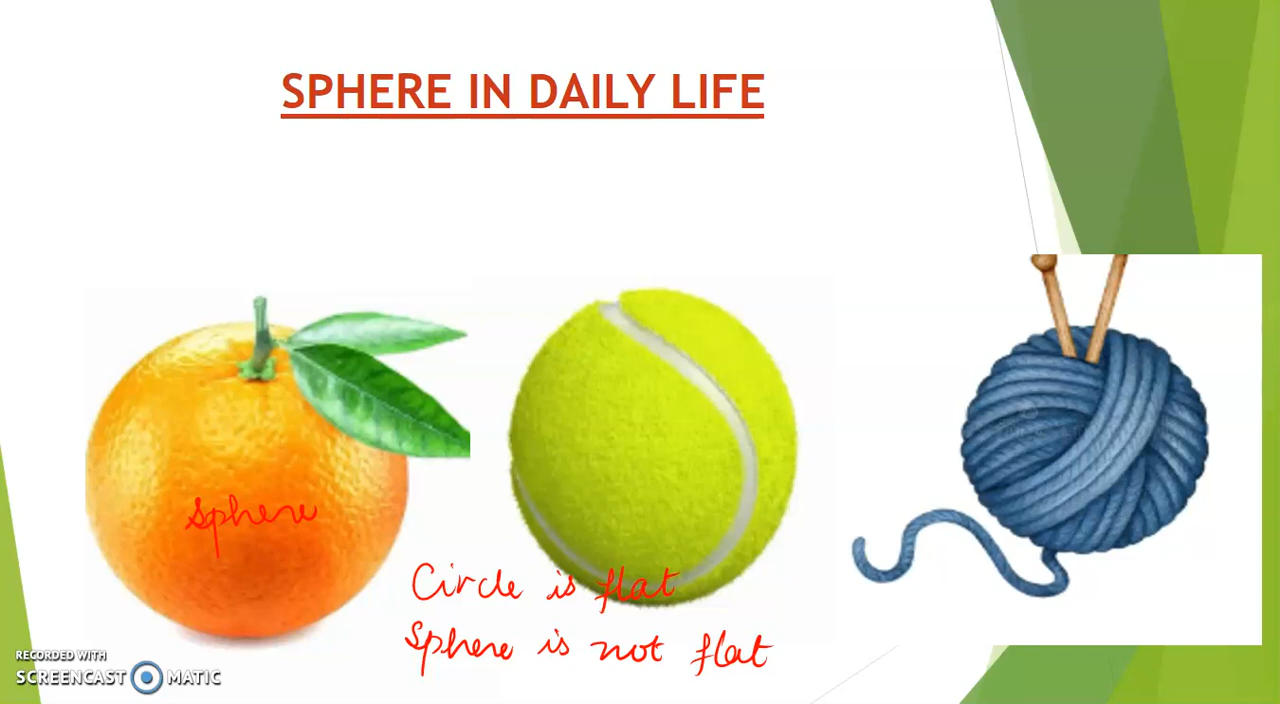 SPHERE IN DAILY LIFE
sphere
Circle is flat
Sphere is not flat
RECORDED WITH
SCREENCAST MATIC